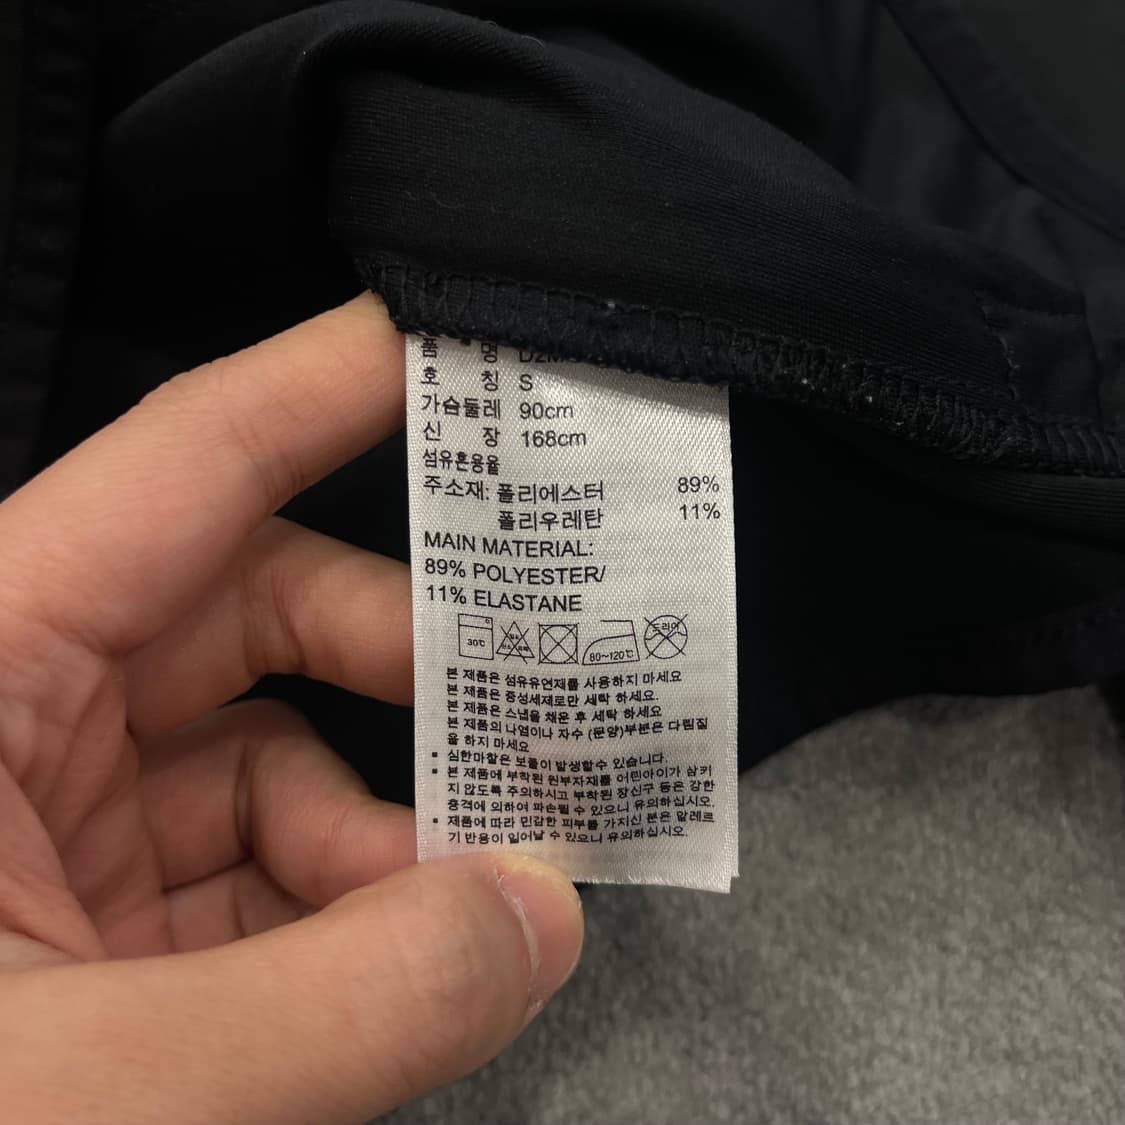 품 명
호 칭 S
가슴둘레 90cm
신 장 168cm
섬유혼용율
주소재: 폴리에스터 89%
폴리우레탄 11%
MAIN MATERIAL:
89% POLYESTER/
11% ELASTANE
30℃ 80~120℃ 드라이
본 제품은 섬유유연제를 사용하지 마세요
본 제품은 중성세제로만 세탁 하세요.
본 제품은 스냅을 채운 후 세탁 하세요
본 제품의 나염이나 자수 (문양)부분은 다림질
을 하지 마세요
▪ 심한마찰은 보풀이 발생할수 있습니다.
▪ 본 제품에 부착된 원부자재를 어린아이가 삼키
지 않도록 주의하시고 부착된 장신구 등은 강한
충격에 의하여 파손될 수 있으니 유의하십시오.
▪ 제품에 따라 민감한 피부를 가지신 분은 알레르
기 반응이 일어날 수 있으니 유의하십시오.